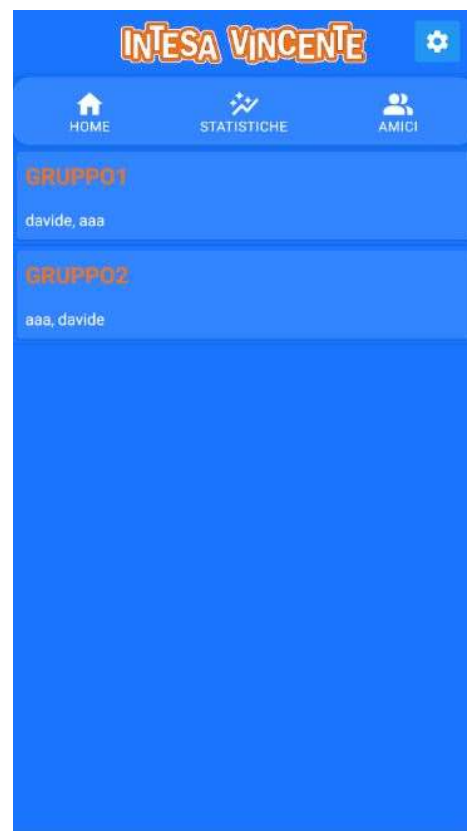 INTESA VINCENTE
HOME STATISTICHE AMICI
GRUPPO1
davide, aaa
GRUPPO2
aaa, davide